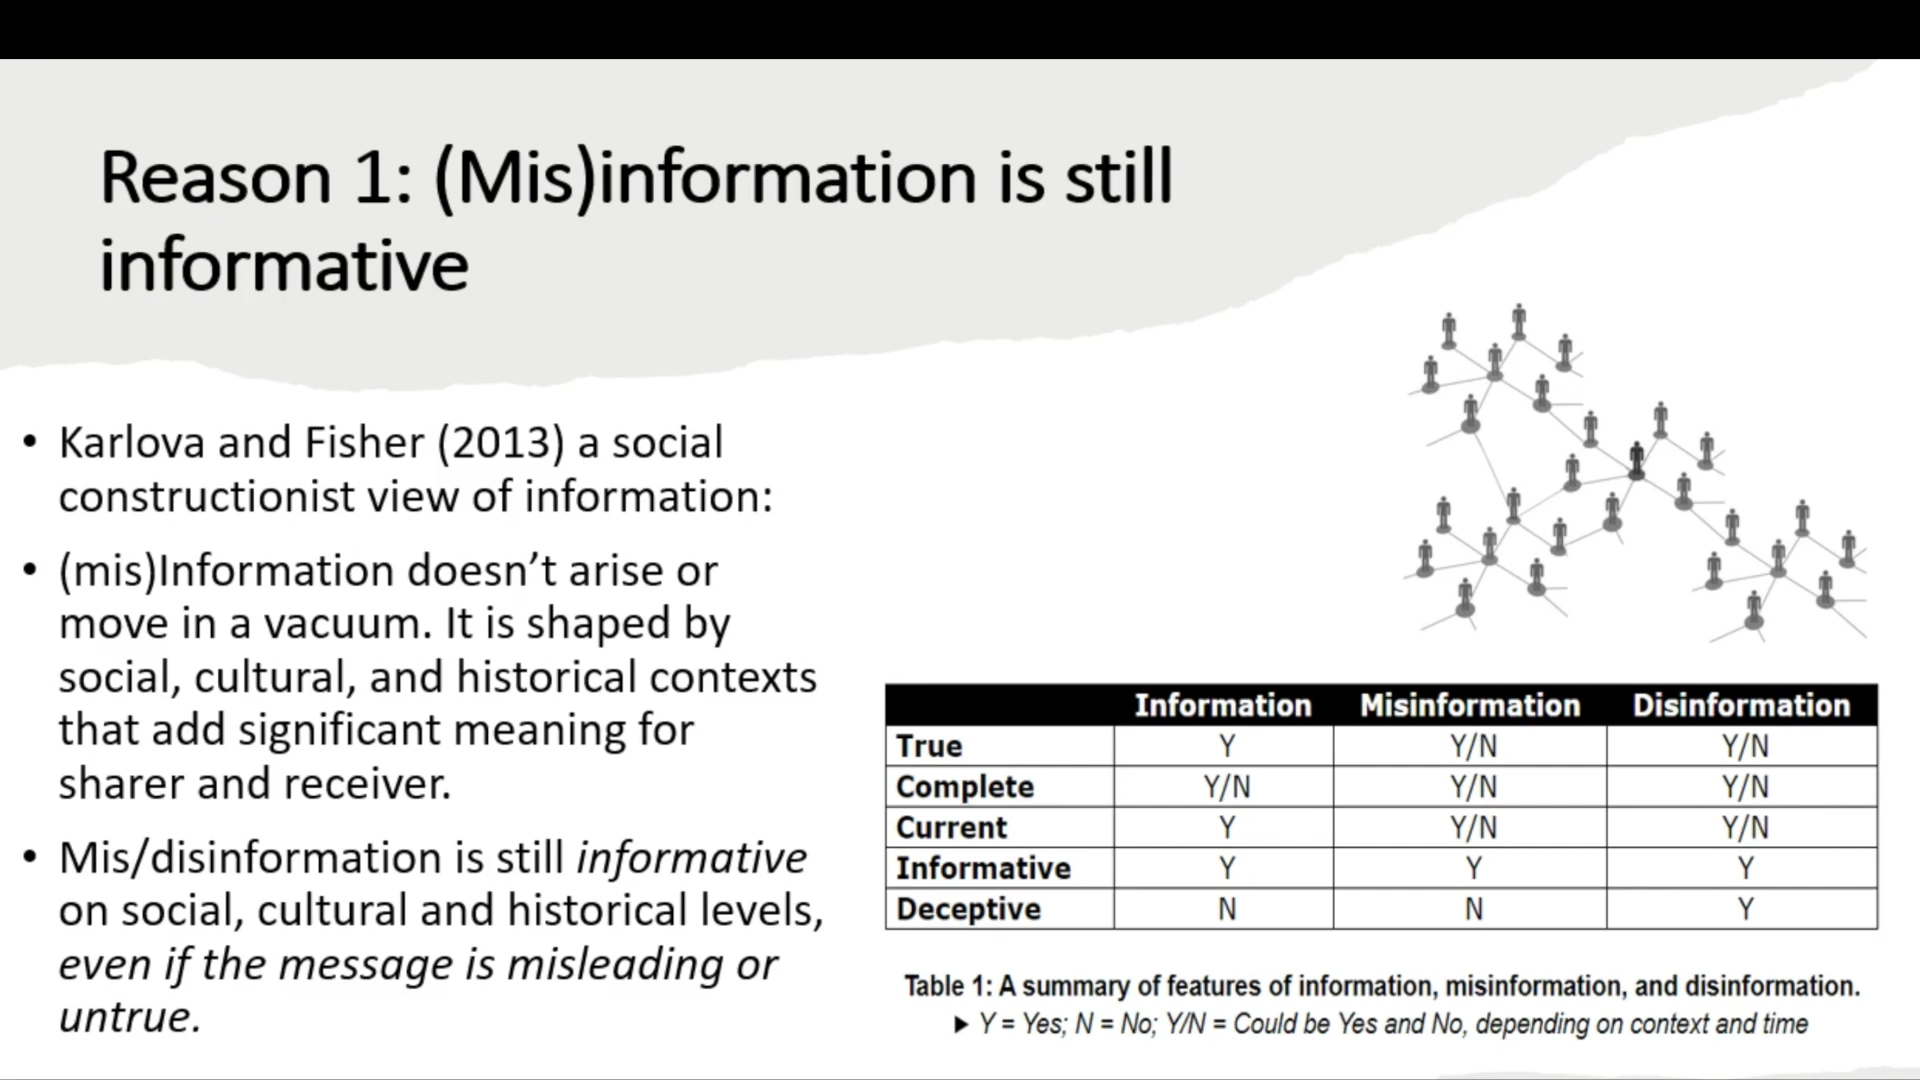 Reason 1: (Mis)information is still
informative
• Karlova and Fisher (2013) a social
constructionist view of information:
• (mis)Information doesn’t arise or
move in a vacuum. It is shaped by
social, cultural, and historical contexts
that add significant meaning for
sharer and receiver.
• Mis/disinformation is still informative
on social, cultural and historical levels,
even if the message is misleading or
untrue.
Information Misinformation Disinformation
True Y Y/N Y/N
Complete Y/N Y/N Y/N
Current Y Y/N Y/N
Informative Y Y Y
Deceptive N N Y
Table 1: A summary of features of information, misinformation, and disinformation.
► Y = Yes; N = No; Y/N = Could be Yes and No, depending on context and time